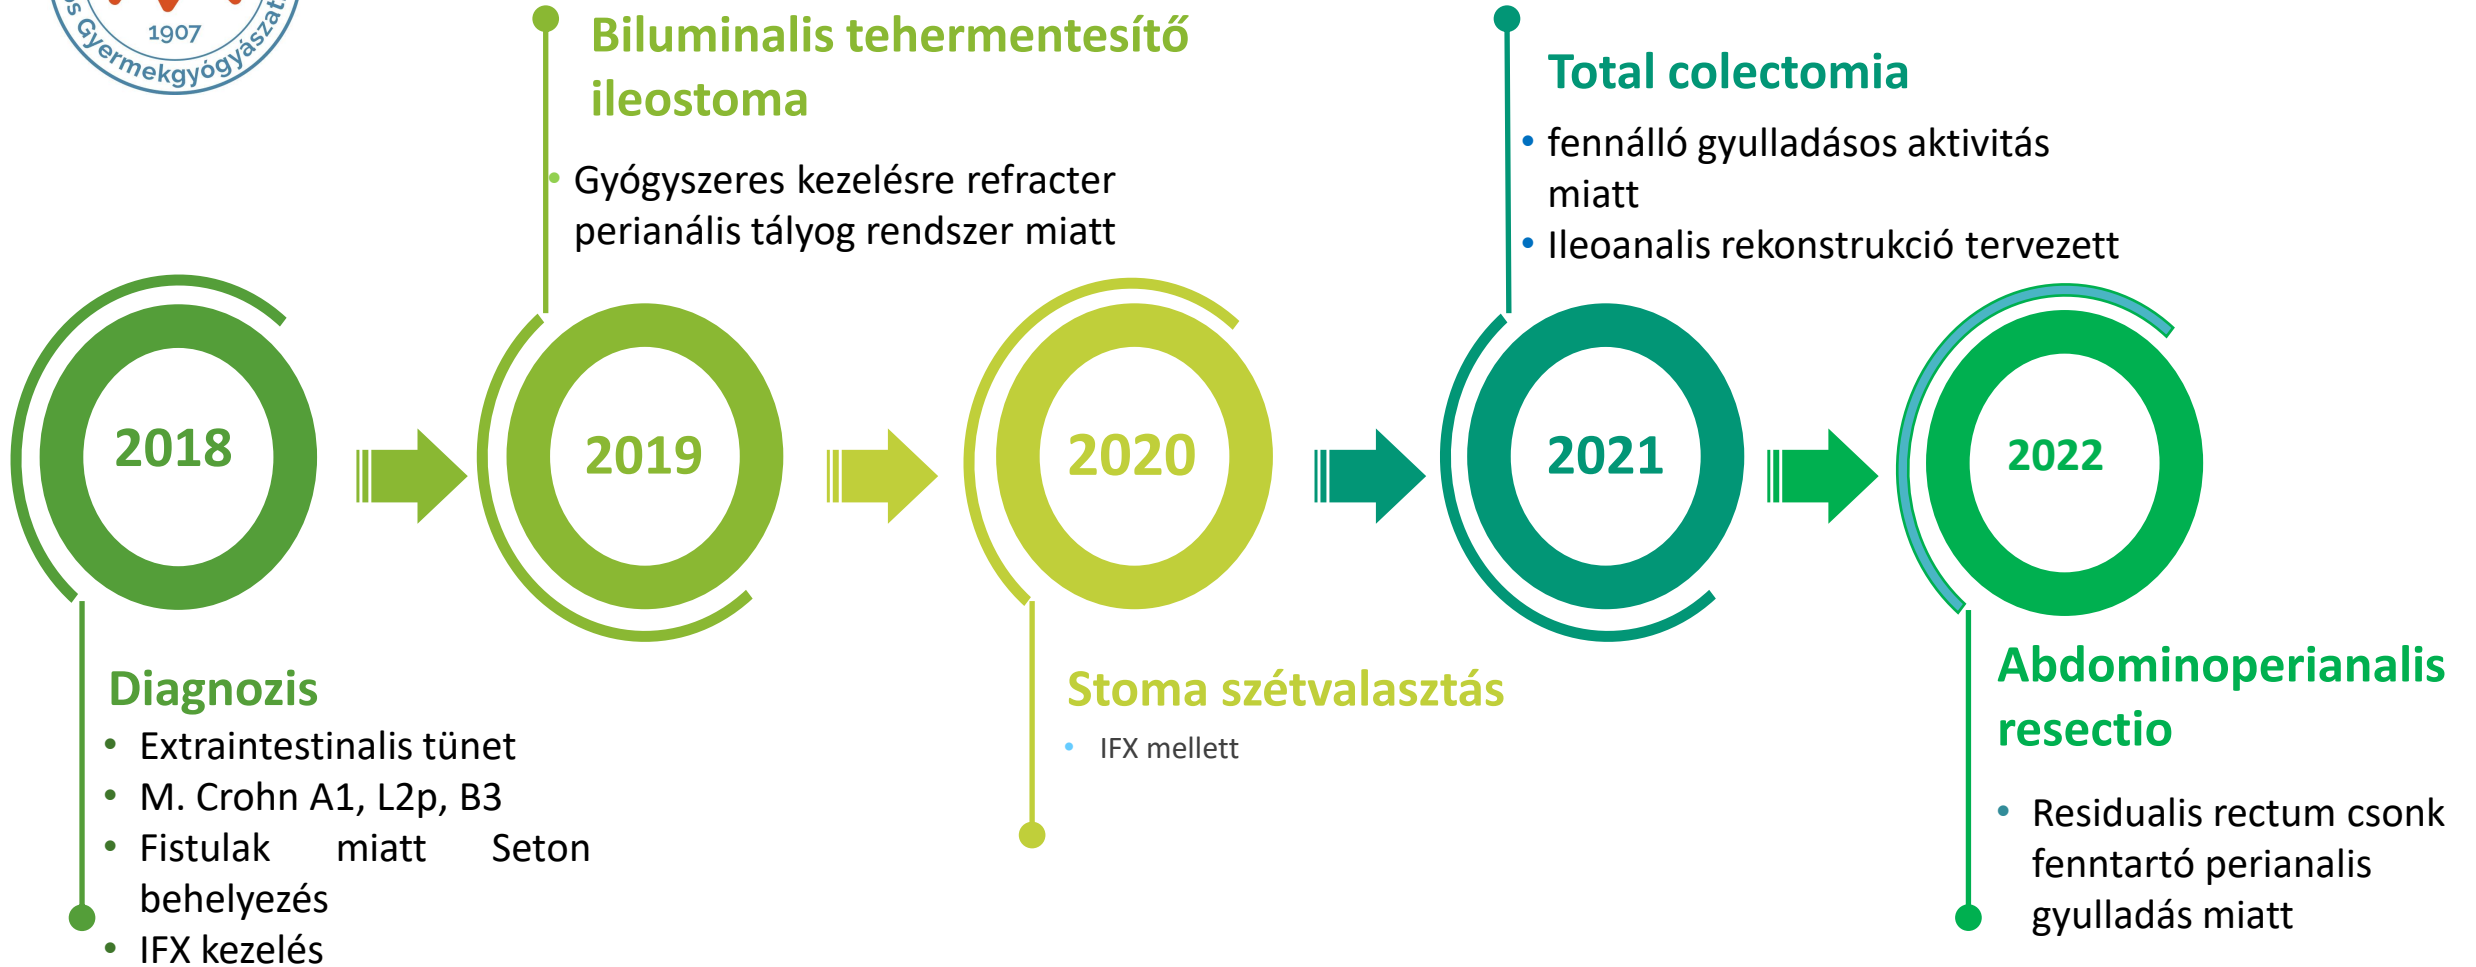 1907
Gyermekgyógyászati
Biluminalis tehermentesítő
ileostoma
• Gyógyszeres kezelésre refracter
perianális tályog rendszer miatt
Total colectomia
• fennálló gyulladásos aktivitás
miatt
• Ileoanalis rekonstrukció tervezett
2018
2019
2020
2021
2022
Diagnozis
• Extraintestinalis tünet
• M. Crohn A1, L2p, B3
• Fistulak miatt Seton
behelyezés
• IFX kezelés
Stoma szétvalasztás
• IFX mellett
Abdominoperianalis
resectio
• Residualis rectum csonk
fenntartó perianalis
gyulladás miatt